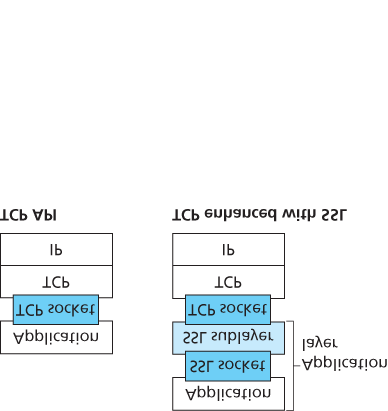 Application
TCP socket
TCP
IP
TCP API
Application
SSL socket
SSL sublayer
TCP socket
TCP
IP
TCP enhanced with SSL
Application
layer